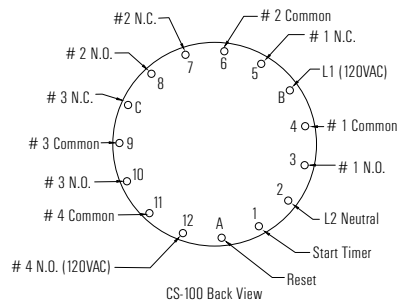 #2 N.C.
# 2 Common
# 1 N.C.
#2 N.O.
7
6
5
L1 (120VAC)
8
B
# 3 N.C.
C
4
# 1 Common
# 3 Common
9
3
# 1 N.O.
# 3 N.O.
10
2
# 4 Common
11
L2 Neutral
12
A
1
# 4 N.O. (120VAC)
Start Timer
Reset
CS-100 Back View